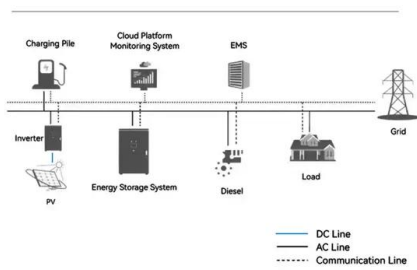 Charging Pile
Cloud Platform
Monitoring System
EMS
Grid
Inverter
PV
Energy Storage System
Diesel
Load
DC Line
AC Line
Communication Line